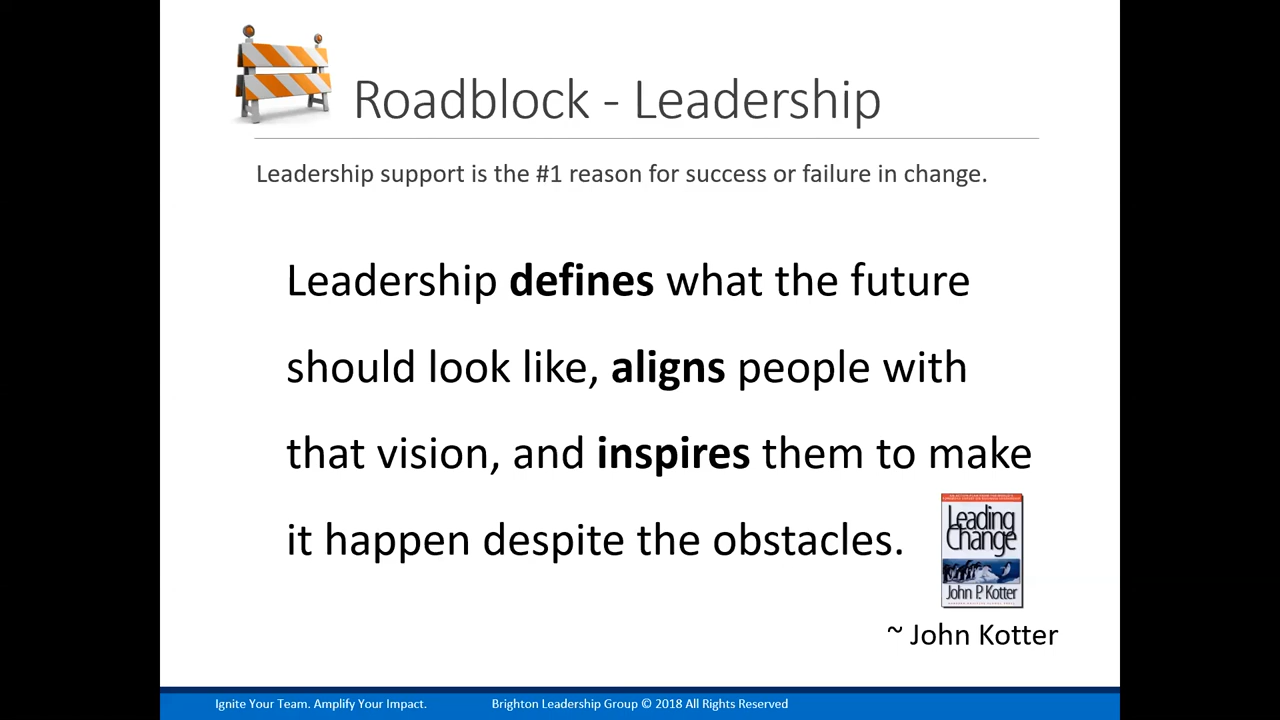 Roadblock - Leadership
Leadership support is the #1 reason for success or failure in change.
Leadership defines what the future
should look like, aligns people with
that vision, and inspires them to make
it happen despite the obstacles.
Leading
Change
John P. Kotter
~ John Kotter
Ignite Your Team. Amplify Your Impact.
Brighton Leadership Group © 2018 All Rights Reserved